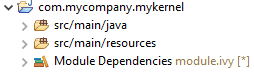 com.mycompany.mykernel
src/main/java
src/main/resources
Module Dependencies module.ivy [*]